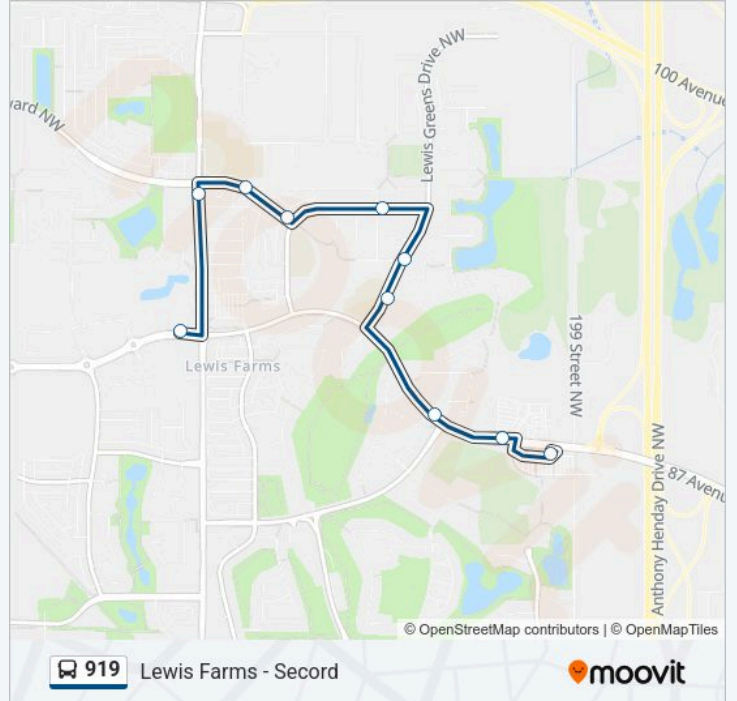 Lewis Greens Drive NW
100 Avenue
ard NW
199 Street NW
Lewis Farms
Anthony Henday Drive NW
87 Avenu
© OpenStreetMap contributors | © OpenMapTiles
919 Lewis Farms - Secord
moovit